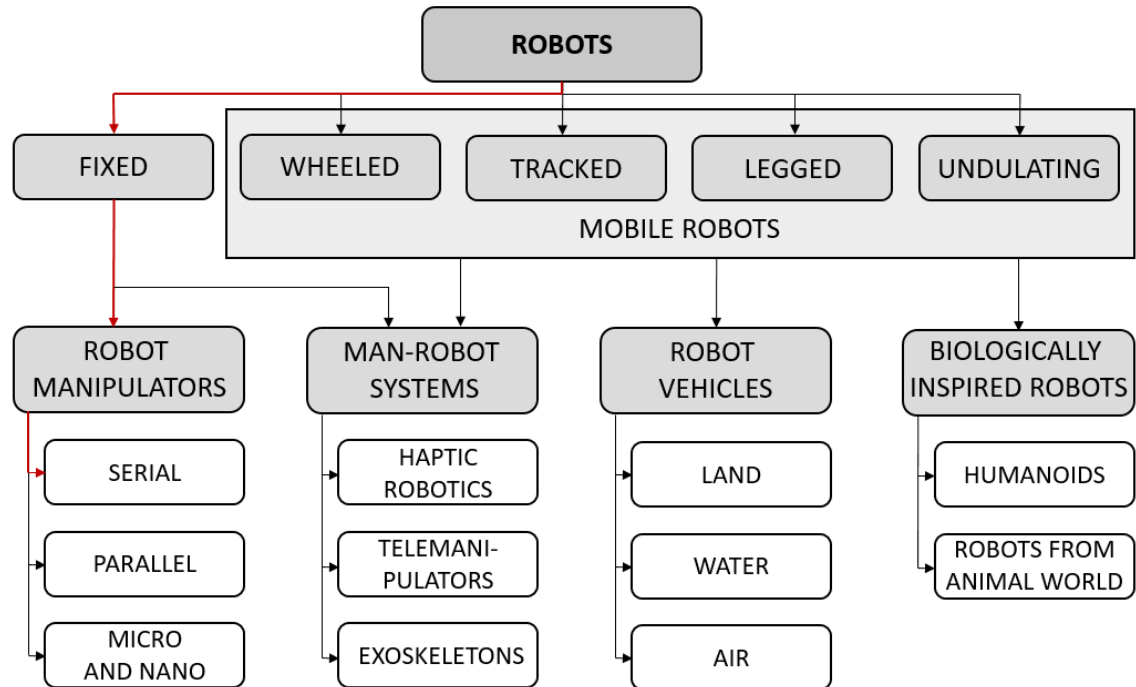 ROBOTS
FIXED
WHEELED
TRACKED
LEGGED
UNDULATING
MOBILE ROBOTS
ROBOT
MANIPULATORS
SERIAL
PARALLEL
MICRO
AND NANO
MAN-ROBOT
SYSTEMS
HAPTIC
ROBOTICS
TELEMANI-
PULATORS
EXOSKELETONS
ROBOT
VEHICLES
LAND
WATER
AIR
BIOLOGICALLY
INSPIRED ROBOTS
HUMANOIDS
ROBOTS FROM
ANIMAL WORLD